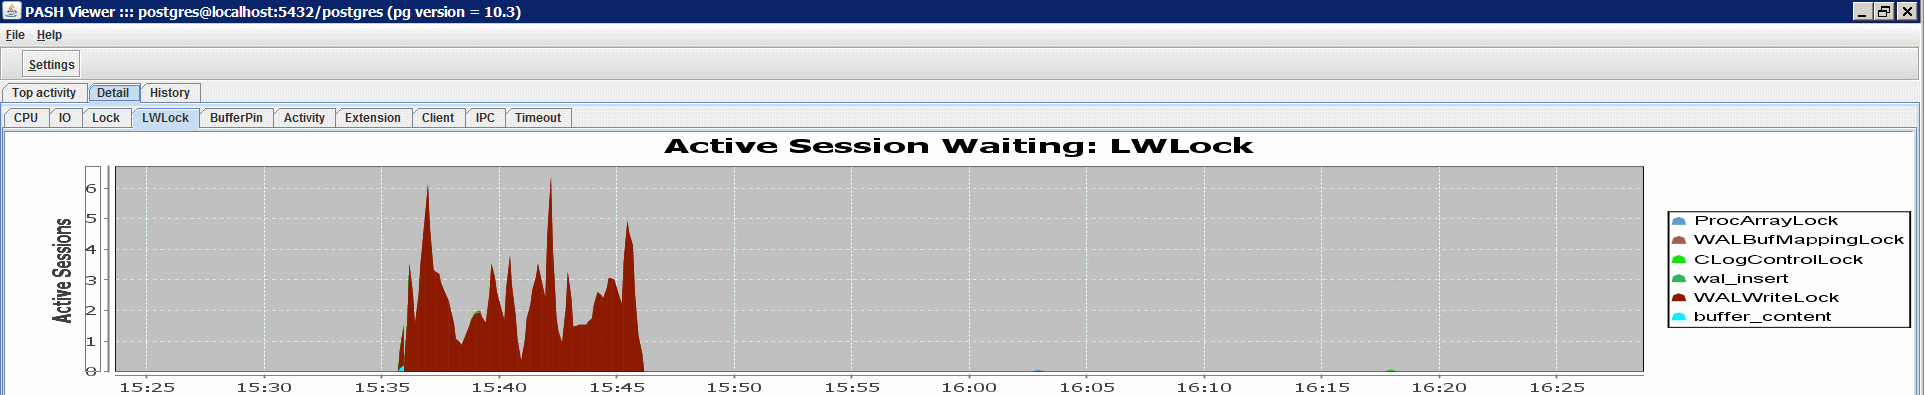 PASH Viewer ::: postgres@localhost:5432/postgres (pg version = 10.3)
File Help
Settings
Top activity Detail History
CPU IO Lock LWLock BufferPin Activity Extension Client IPC Timeout
Active Session Waiting: LWLock
Active Sessions
6
5
4
3
2
1
0
15:25 15:30 15:35 15:40 15:45 15:50 15:55 16:00 16:05 16:10 16:15 16:20 16:25
ProcArrayLock
WALBufMappingLock
CLogControlLock
wal_insert
WALWriteLock
buffer_content